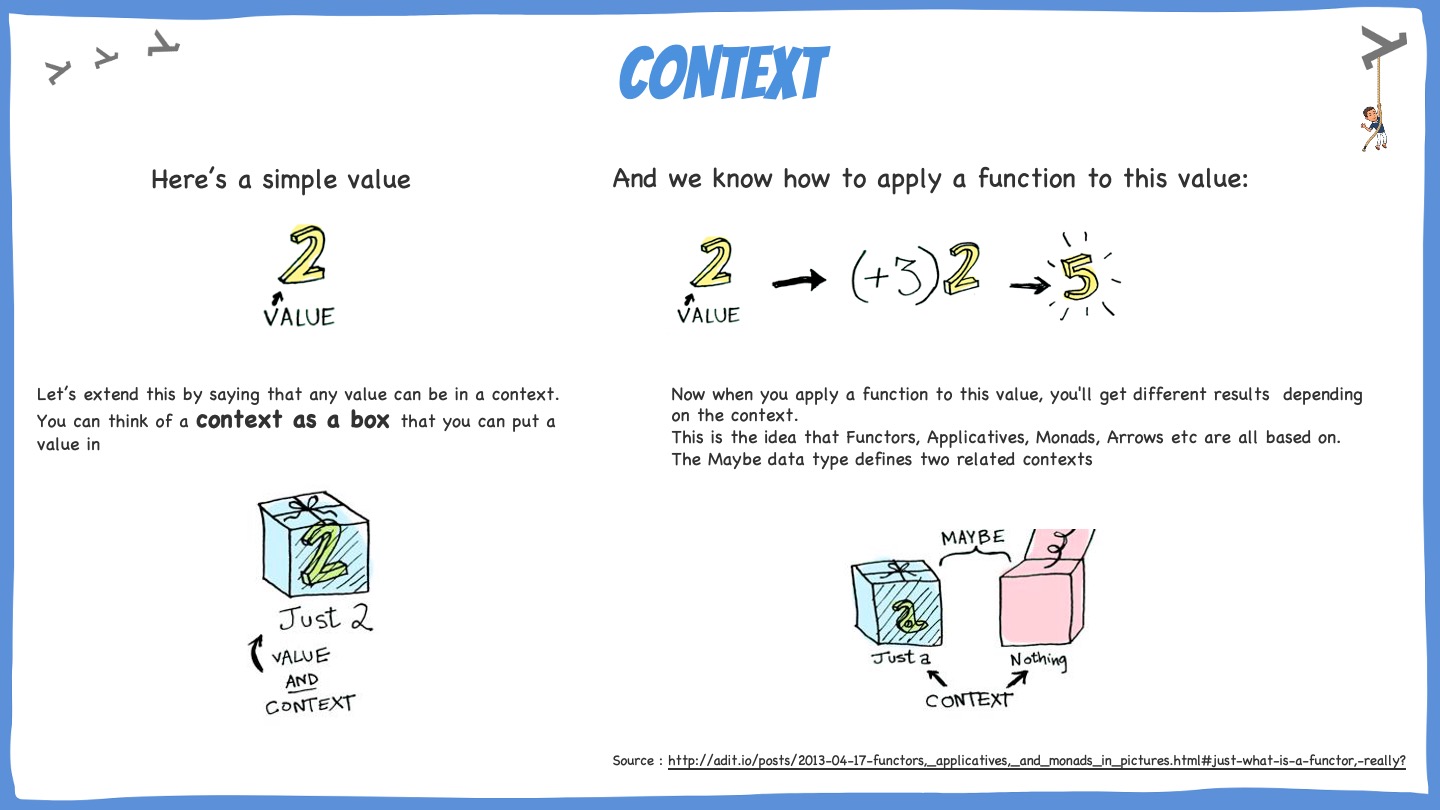 CONTEXT
Here's a simple value
2
VALUE
And we know how to apply a function to this value:
2 (+3) 2 5
VALUE
Let's extend this by saying that any value can be in a context.
You can think of a context as a box that you can put a
value in
2
Just 2
VALUE
AND
CONTEXT
Now when you apply a function to this value, you'll get different results depending
on the context.
This is the idea that Functors, Applicatives, Monads, Arrows etc are all based on.
The Maybe data type defines two related contexts
MAYBE
a
Just a Nothing
CONTEXT
Source : http://adit.io/posts/2013-04-17-functors,_applicatives,_and_monads_in_pictures.html#just-what-is-a-functor,-really?